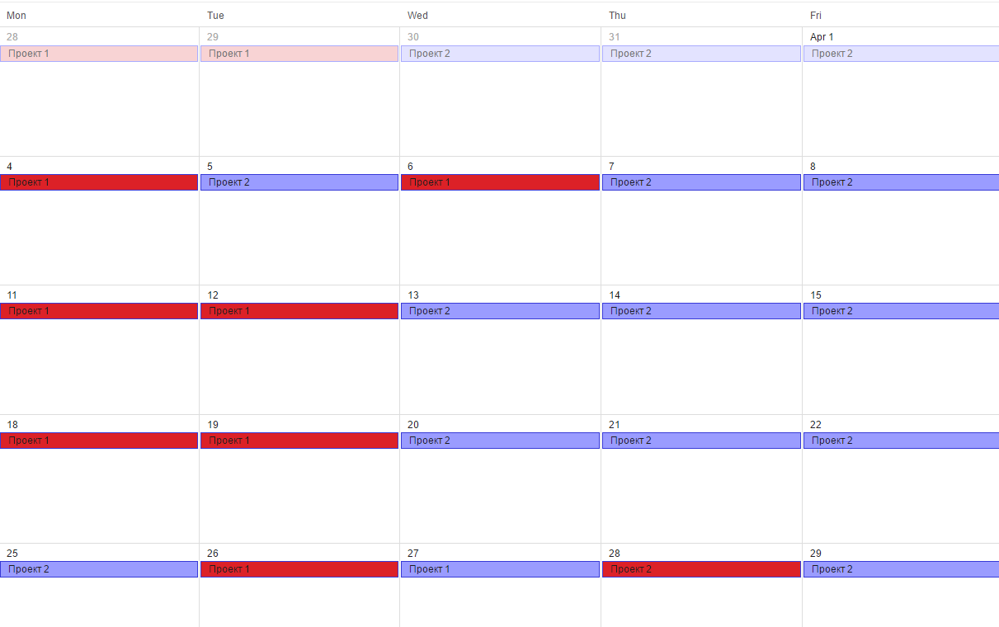 Mon Tue Wed Thu Fri
28 29 30 31 Apr 1
Проект 1 Проект 1 Проект 2 Проект 2 Проект 2
4 5 6 7 8
Проект 1 Проект 2 Проект 1 Проект 2 Проект 2
11 12 13 14 15
Проект 1 Проект 1 Проект 2 Проект 2 Проект 2
18 19 20 21 22
Проект 1 Проект 1 Проект 2 Проект 2 Проект 2
25 26 27 28 29
Проект 2 Проект 1 Проект 1 Проект 2 Проект 2